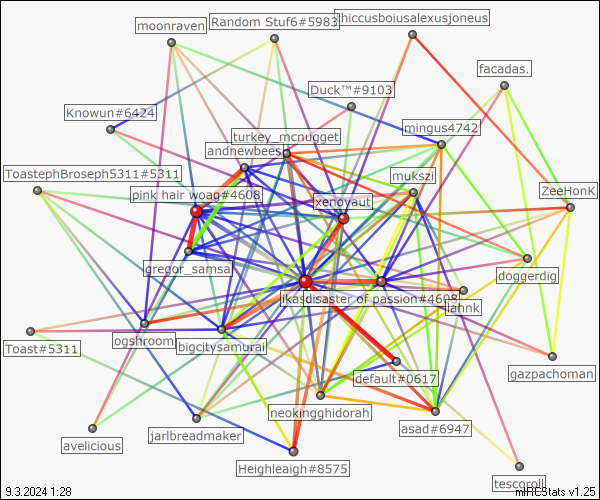 moonraven
Random Stuf6#5983
thiccusboiusalexusjoneus
facadas.
Duck™#9103
Knowun#6424
mingus4742
turkey_mcnugget
andnewbees
ToastephBroseph5311#5311
mukszi
pink hair woag#4608
xenoyaut
ZeeHonK
gregor_samsa
doggerdig
disaster of passion#4608
lahnk
Toast#5311
ogshroom
bigcitysamurai
default#0617
gazpachoman
neokingghidorah
avelicious
jarlbreadmaker
asad#6947
Heighleaigh#8575
tescoroll
9.3.2024 1:28
mIRCStats v1.25